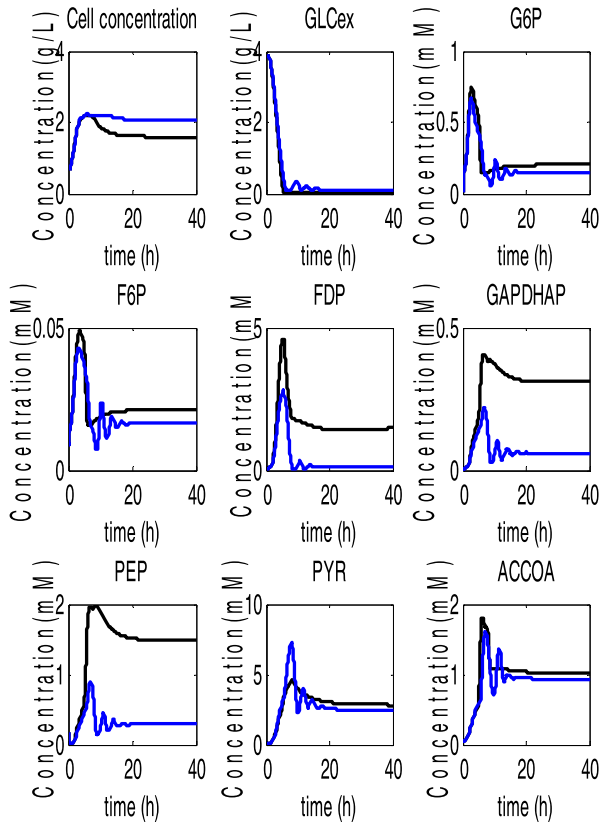 Cell concentration
GLCex
G6P
Concentration (g/L)
4
2
0
0 20 40
time (h)
Concentration (g/L)
4
2
0
0 20 40
time (h)
Concentration (mM)
1
0.5
0
0 20 40
time (h)
F6P
FDP
GAPDHAP
Concentration (mM)
0.05
0
0 20 40
time (h)
Concentration (mM
5
0
0 20 40
time (h)
Concentration (mM)
0.5
0
0 20 40
time (h)
PEP
PYR
ACCOA
Concentration (mM)
2
1
0
0 20 40
time (h)
Concentration (mM)
10
5
0
0 20 40
time (h)
Concentration (mM)
2
1
0
0 20 40
time (h)